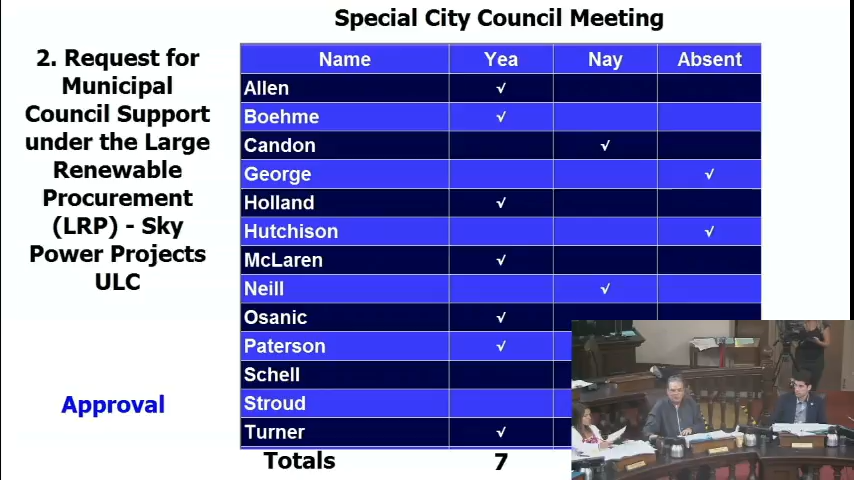 Special City Council Meeting
2. Request for
Municipal
Council Support
under the Large
Renewable
Procurement
(LRP) - Sky
Power Projects
ULC
Approval
Name Yea Nay Absent
Allen √
Boehme √
Candon √
George √
Holland √
Hutchison √
McLaren √
Neill √
Osanic √
Paterson √
Schell
Stroud
Turner √
Totals 7